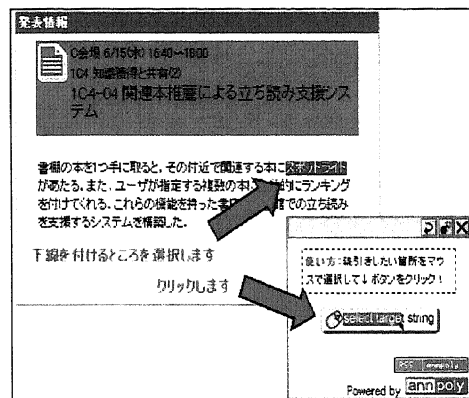 発表情報
C会場 6/15(水) 16:40~18:00
1C4 知識獲得と共有(2)
1C4-04 関連本推薦による立ち読み支援シス
テム
書棚の本を1つ手に取ると、その付近で関連する本にスポットライト
があたる。また、ユーザが指定する複数の本
的にランキング
を付けてくれる。これらの機能を持った
での立ち読み
を支援するシステムを構築した。
下線を付けるところを選択します
クリックします
使い方:線引きしたい箇所をマウ
スで選択して↓ボタンをクリック!
select target string
RSS
annpoly
Powered by annpoly